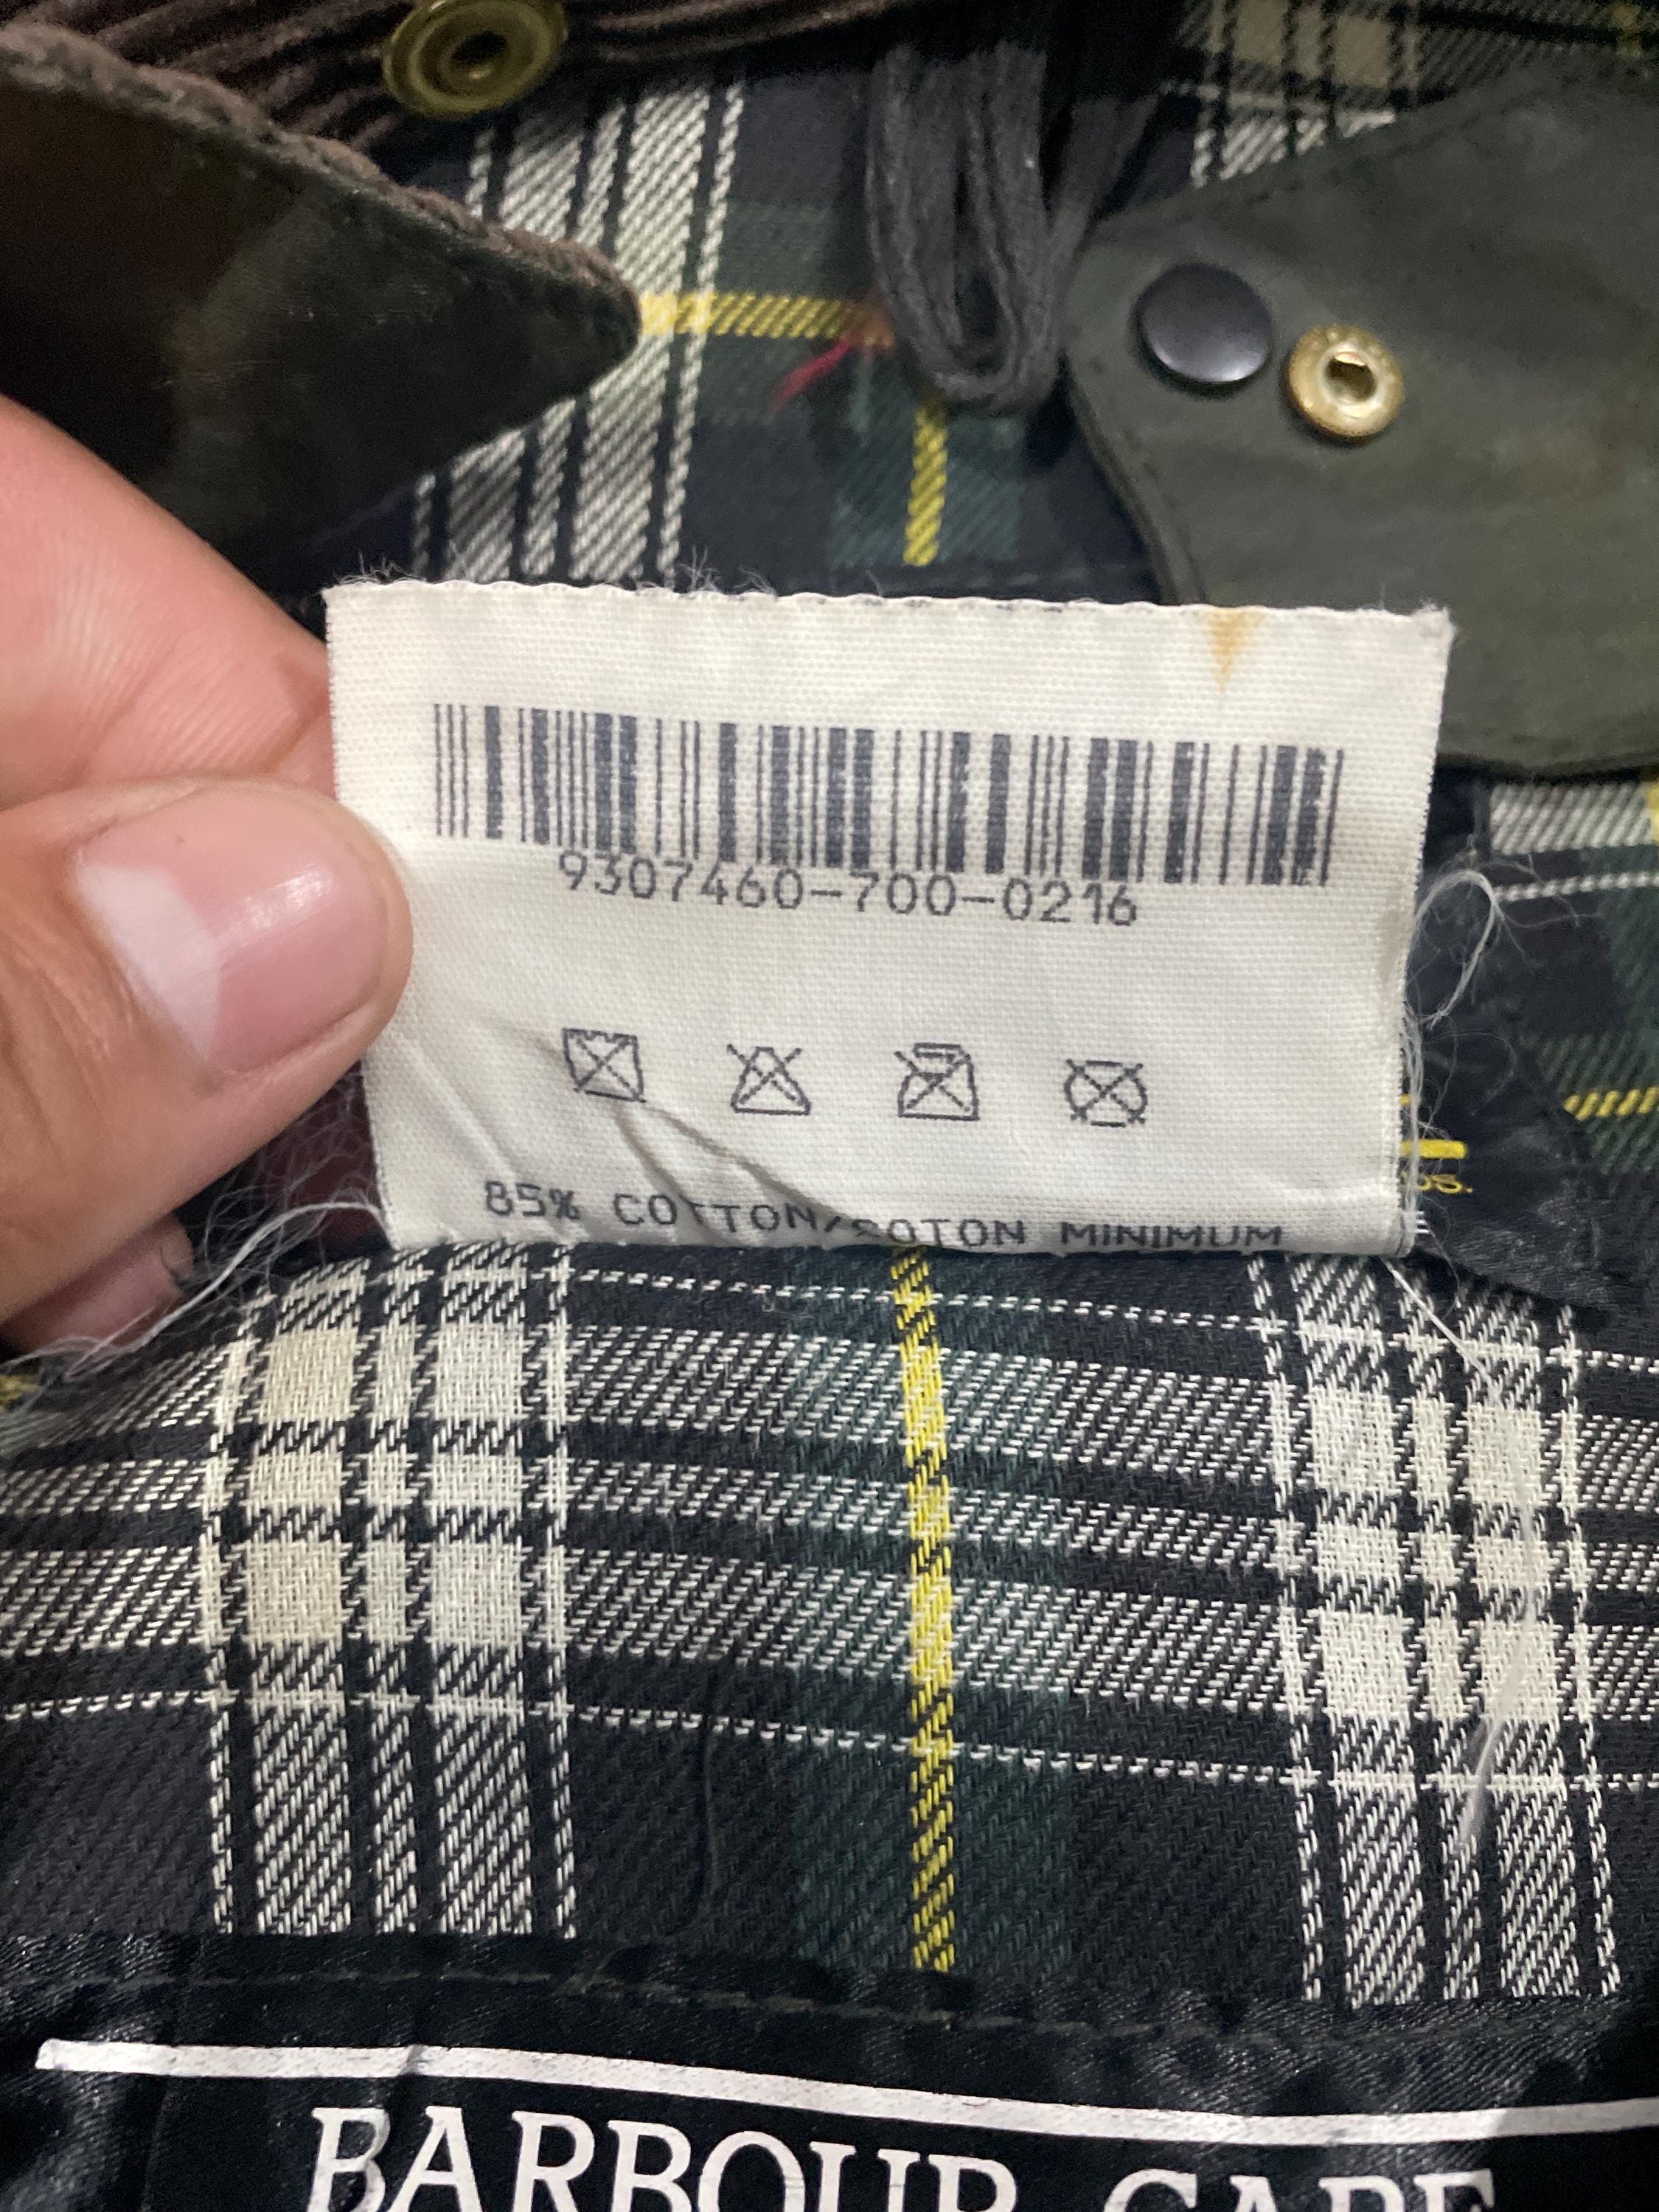 9307460-700-0216
85% COTTON/COTON MINIMUM
BARBOUR CARE